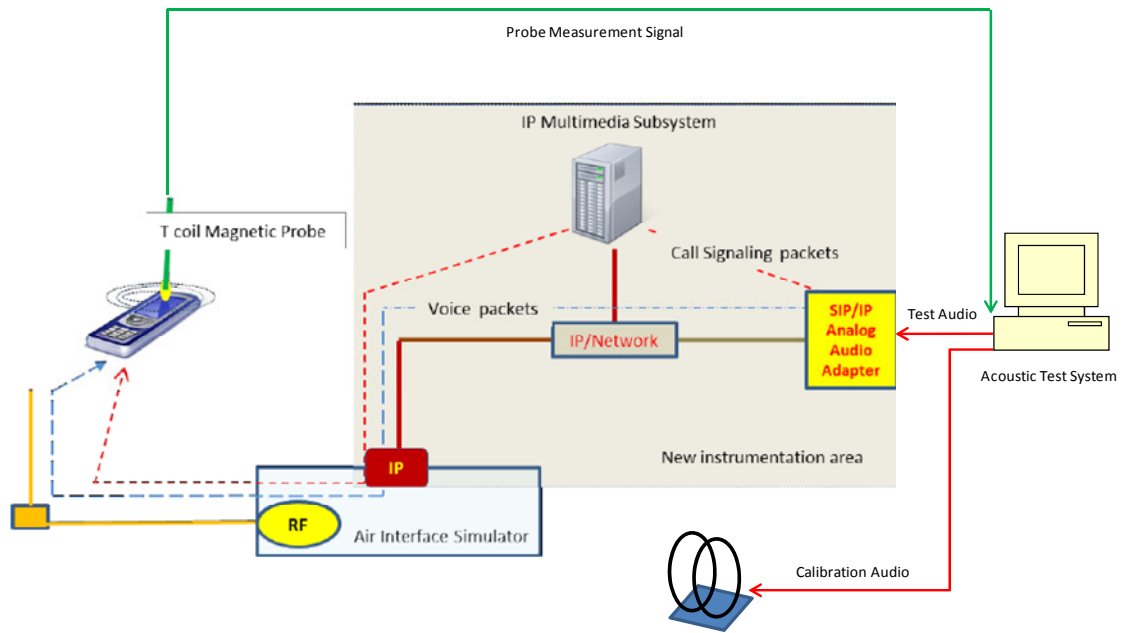 Probe Measurement Signal
IP Multimedia Subsystem
T coil Magnetic Probe
Call Signaling packets
Voice packets
SIP/IP
Analog
Audio
Adapter
Test Audio
IP/Network
Acoustic Test System
New instrumentation area
IP
RF
Air Interface Simulator
Calibration Audio